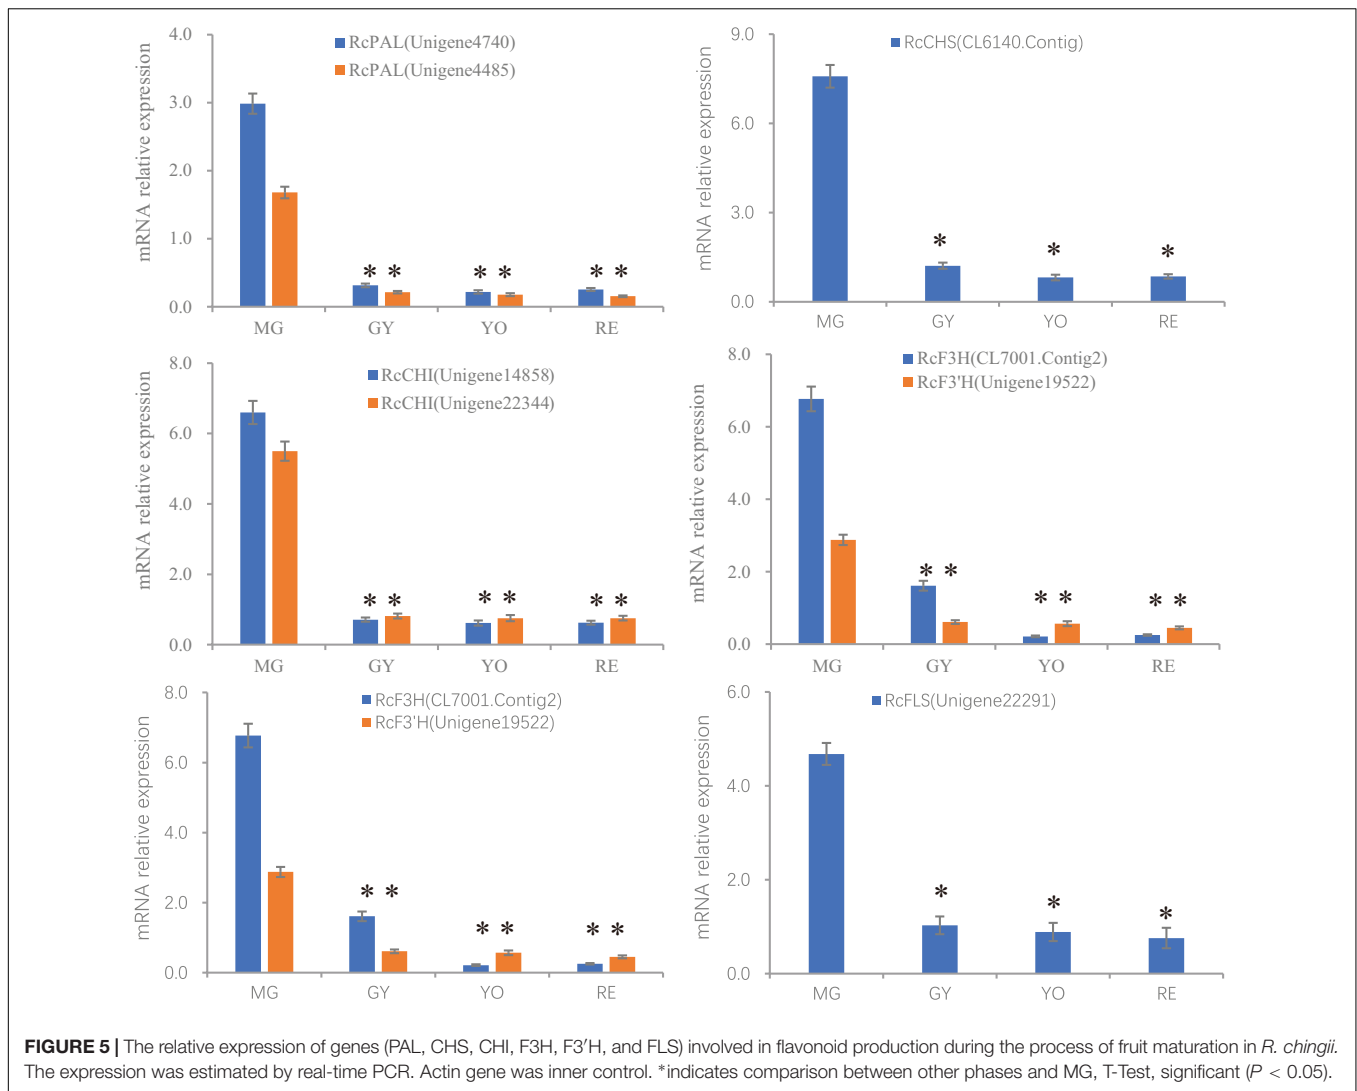 4.0
3.0
2.0
1.0
0.0
mRNA relative expression
RcPAL(Unigene4740)
RcPAL(Unigene4485)
* *
* *
* *
MG GY YO RE
9.0
6.0
3.0
0.0
mRNA relative expression
RcCHS(CL6140.Contig)
*
*
*
MG GY YO RE
8.0
6.0
4.0
2.0
0.0
mRNA relative expression
RcCHI(Unigene14858)
RcCHI(Unigene22344)
* *
* *
* *
MG GY YO RE
8.0
6.0
4.0
2.0
0.0
mRNA relative expression
RcF3H(CL7001.Contig2)
RcF3'H(Unigene19522)
* *
* *
* *
MG GY YO RE
8.0
6.0
4.0
2.0
0.0
mRNA relative expression
RcF3H(CL7001.Contig2)
RcF3'H(Unigene19522)
* *
* *
* *
MG GY YO RE
6.0
4.0
2.0
0.0
mRNA relative expression
RcFLS(Unigene22291)
*
*
*
MG GY YO RE
FIGURE 5 | The relative expression of genes (PAL, CHS, CHI, F3H, F3′H, and FLS) involved in flavonoid production during the process of fruit maturation in R. chingii.
The expression was estimated by real-time PCR. Actin gene was inner control. *indicates comparison between other phases and MG, T-Test, significant (P < 0.05).